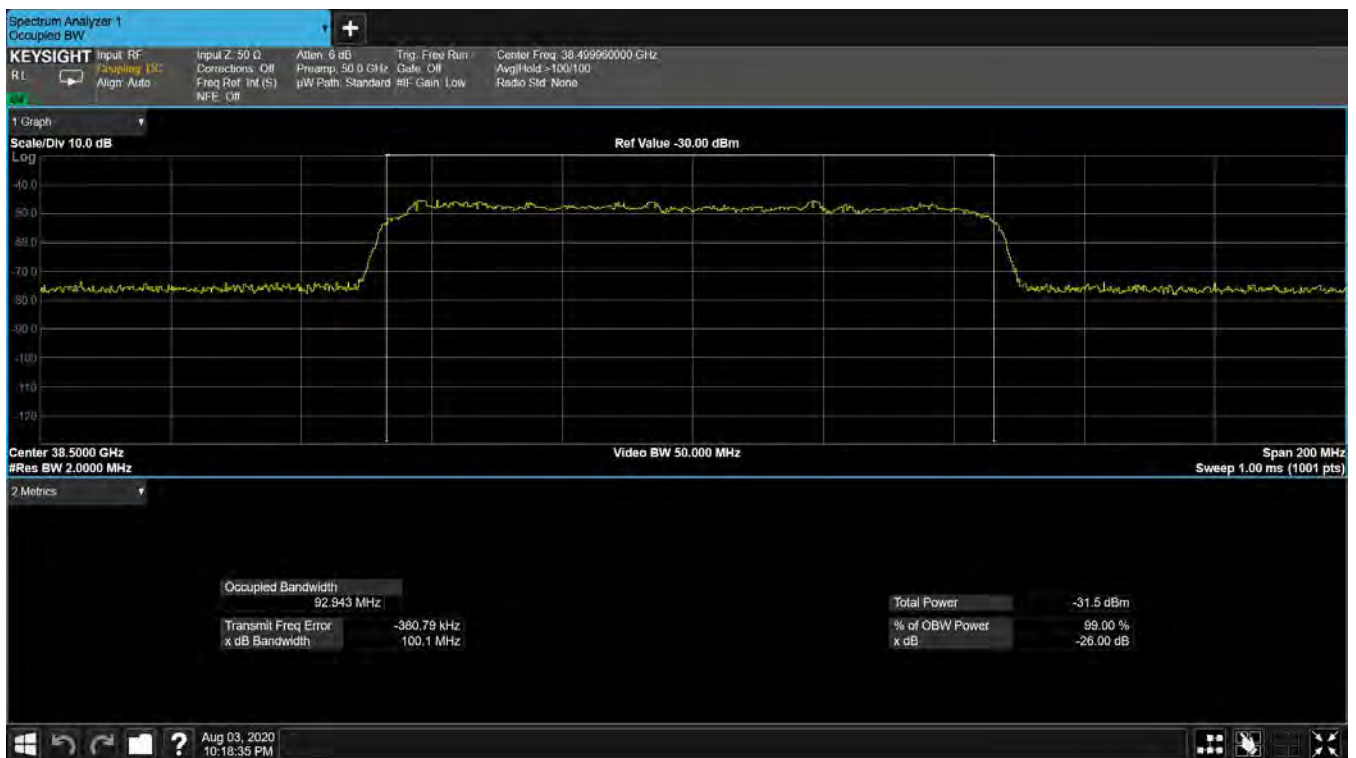 Spectrum Analyzer 1
Occupied BW
+
KEYSIGHT Input: RF Input Z: 50 Ω Atten: 6 dB Trig: Free Run Center Freq: 38.499960000 GHz
RL Coupling: DC Corrections: Off Preamp: 50.0 GHz Gate: Off Avg|Hold:>100/100
Align: Auto Freq Ref: Int (S) µW Path: Standard #IF Gain: Low Radio Std: None
NFE: Off
1 Graph
Scale/Div 10.0 dB Ref Value -30.00 dBm
Log
-40.0
-50.0
-60.0
-70.0
-80.0
-90.0
-100
-110
-120
Center 38.5000 GHz Video BW 50.000 MHz Span 200 MHz
#Res BW 2.0000 MHz Sweep 1.00 ms (1001 pts)
2 Metrics
Occupied Bandwidth
92.943 MHz Total Power -31.5 dBm
Transmit Freq Error -380.79 kHz % of OBW Power 99.00 %
x dB Bandwidth 100.1 MHz x dB -26.00 dB
? Aug 03, 2020
10:18:35 PM